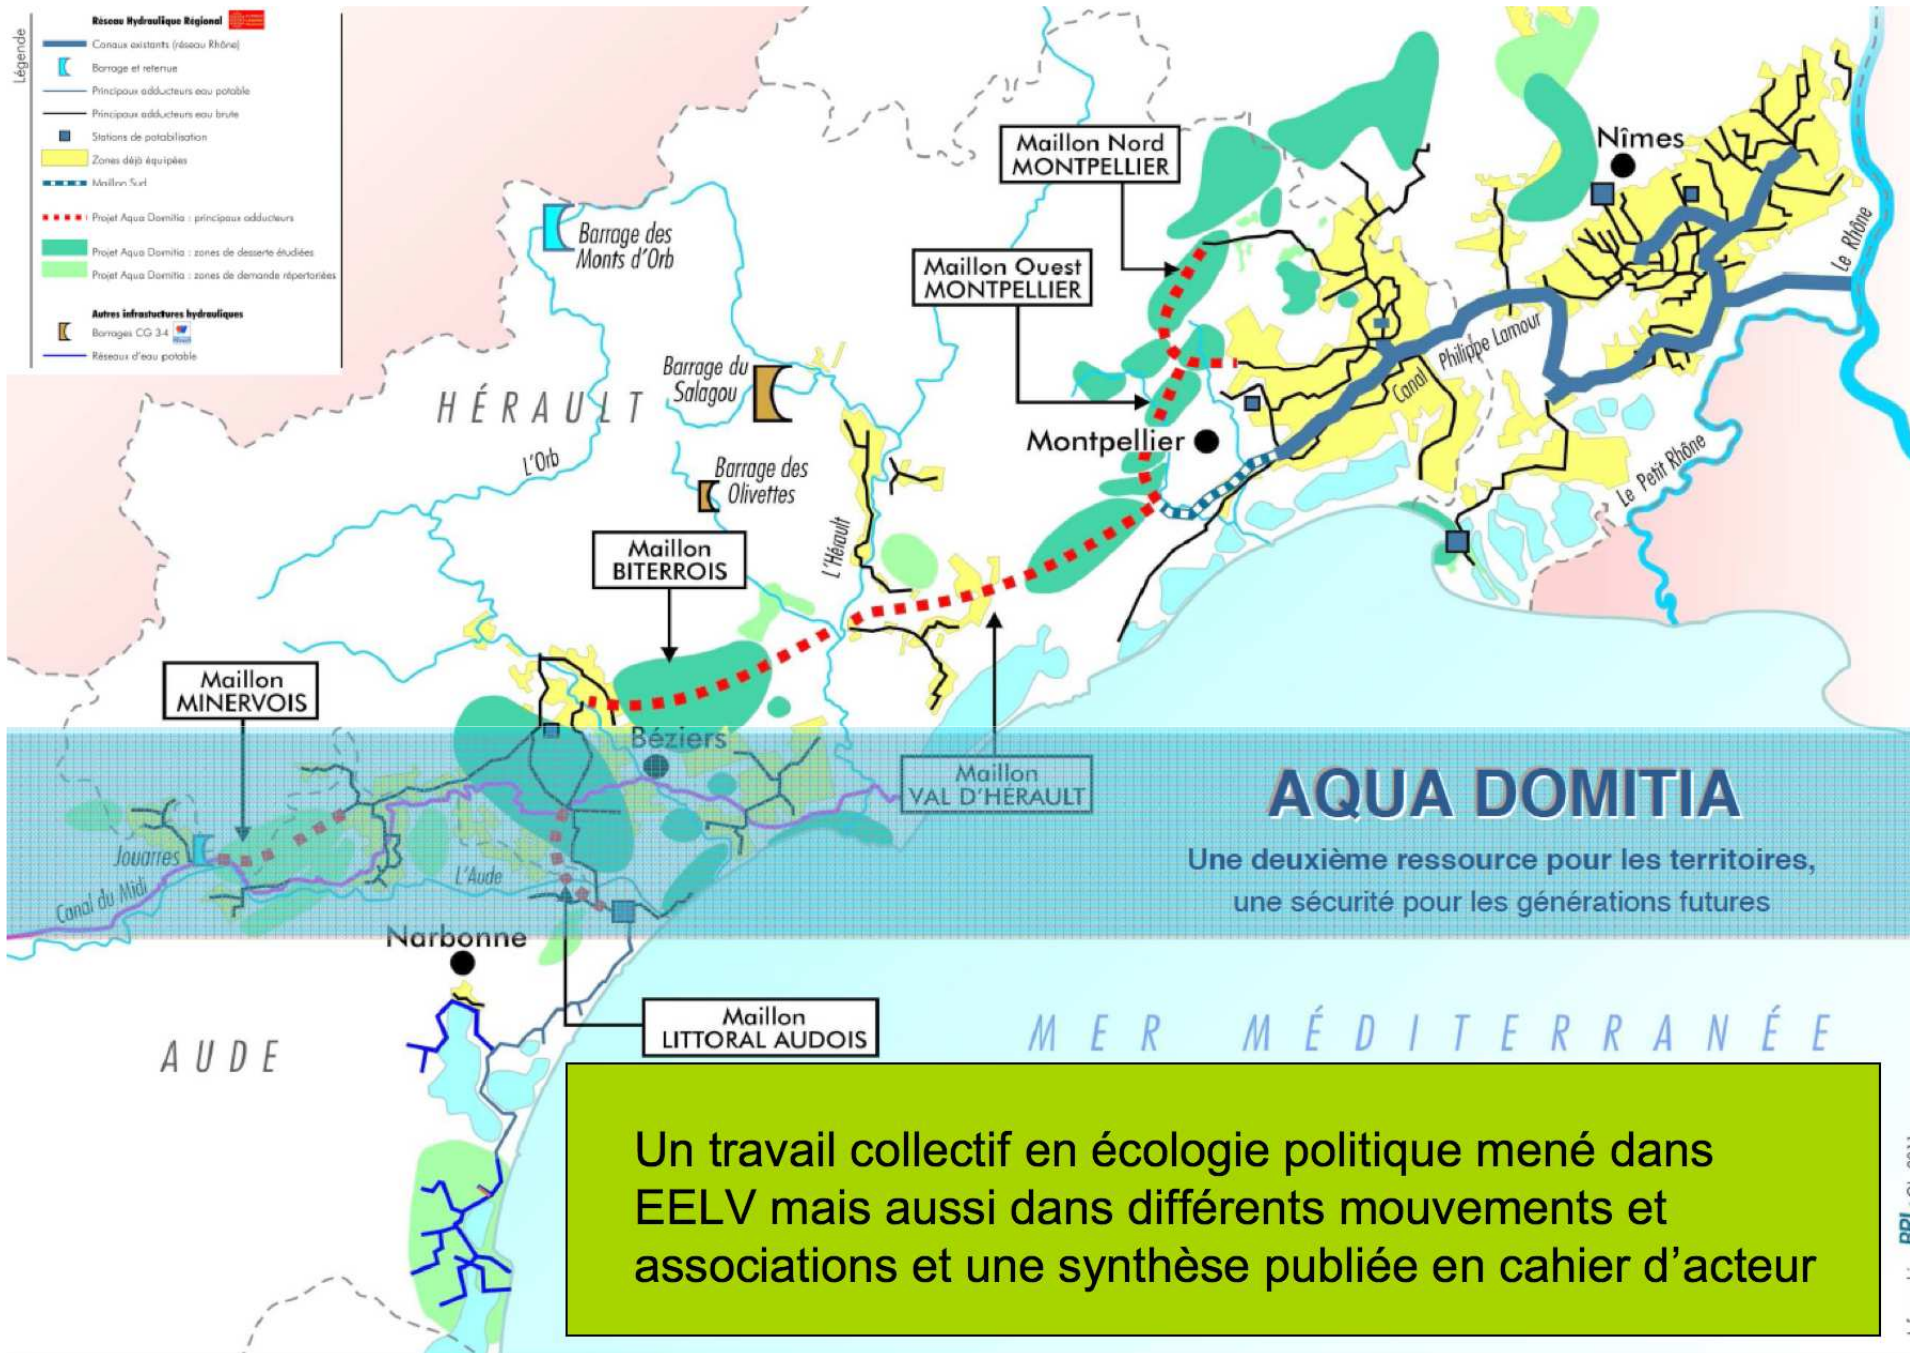 Légende
Réseau Hydraulique Régional
Canaux existants (réseau Rhône)
Barrage et retenue
Principaux adducteurs eau potable
Principaux adducteurs eau brute
Stations de potabilisation
Zones déjà équipées
Maillon Sud
Projet Aqua Domitia : principaux adducteurs
Projet Aqua Domitia : zones de desserte étudiées
Projet Aqua Domitia : zones de demande répertoriées
Autres infrastuctures hydrauliques
Barrages CG 34
Réseaux d'eau potable
Maillon Nord
MONTPELLIER
Nîmes
Le Rhône
Barrage des
Monts d'Orb
Maillon Ouest
MONTPELLIER
Canal Philippe Lamour
Barrage du
Salagou
HÉRAULT
L'Orb
Montpellier
Le Petit Rhône
Barrage des
Olivettes
L'Hérault
Maillon
BITERROIS
Maillon
MINERVOIS
Béziers
Maillon
VAL D'HÉRAULT
AQUA DOMITIA
Une deuxième ressource pour les territoires,
une sécurité pour les générations futures
Jouarres
L'Aude
Canal du Midi
Narbonne
Maillon
LITTORAL AUDOIS
AUDE
MER MÉDITERRANÉE
Un travail collectif en écologie politique mené dans
EELV mais aussi dans différents mouvements et
associations et une synthèse publiée en cahier d'acteur
BRL